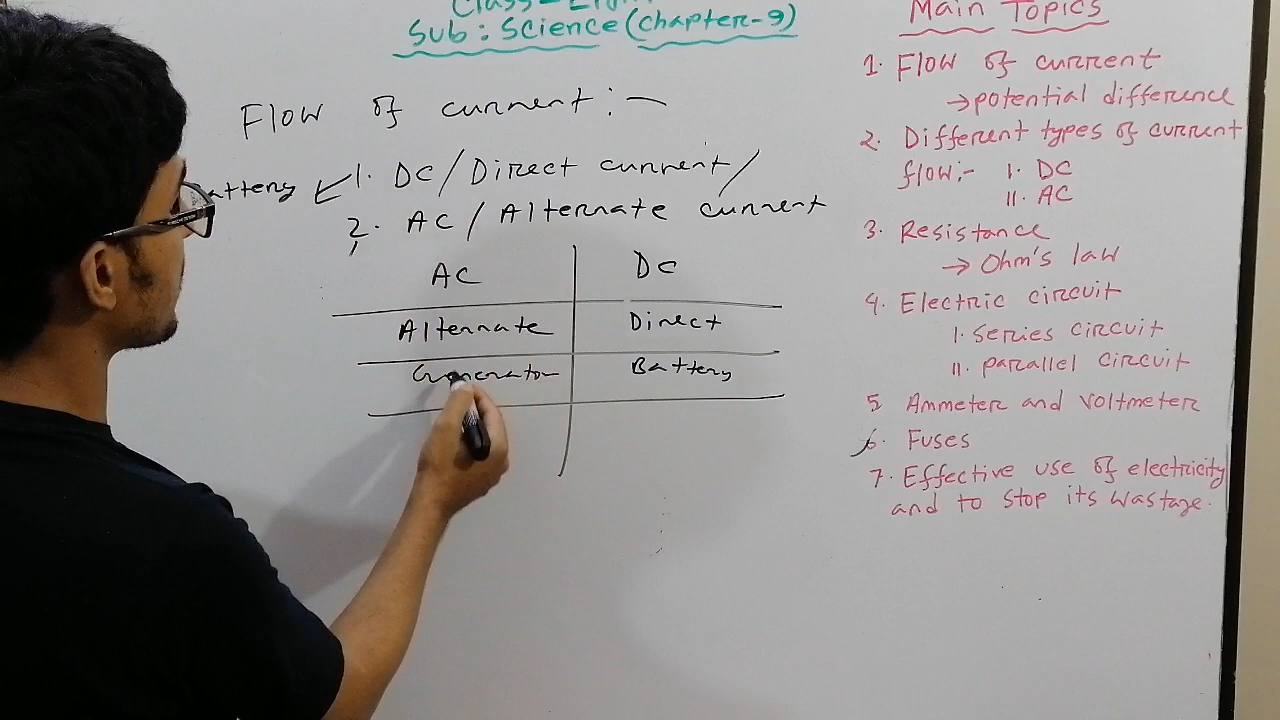 Sub : Science (chapter-9)
Flow of current : —
1. DC / Direct current /
attery
2. AC / Alternate current
AC DC
Alternate Direct
Generator Battery
Main Topics
1. Flow of current
→ potential difference
2. Different types of current
flow:- I. DC
II. AC
3. Resistance
→ Ohm's law
4. Electric circuit
I. Series circuit
II. parallel circuit
5 Ammeter and voltmeter
6. Fuses
7. Effective use of electricity
and to stop its wastage.